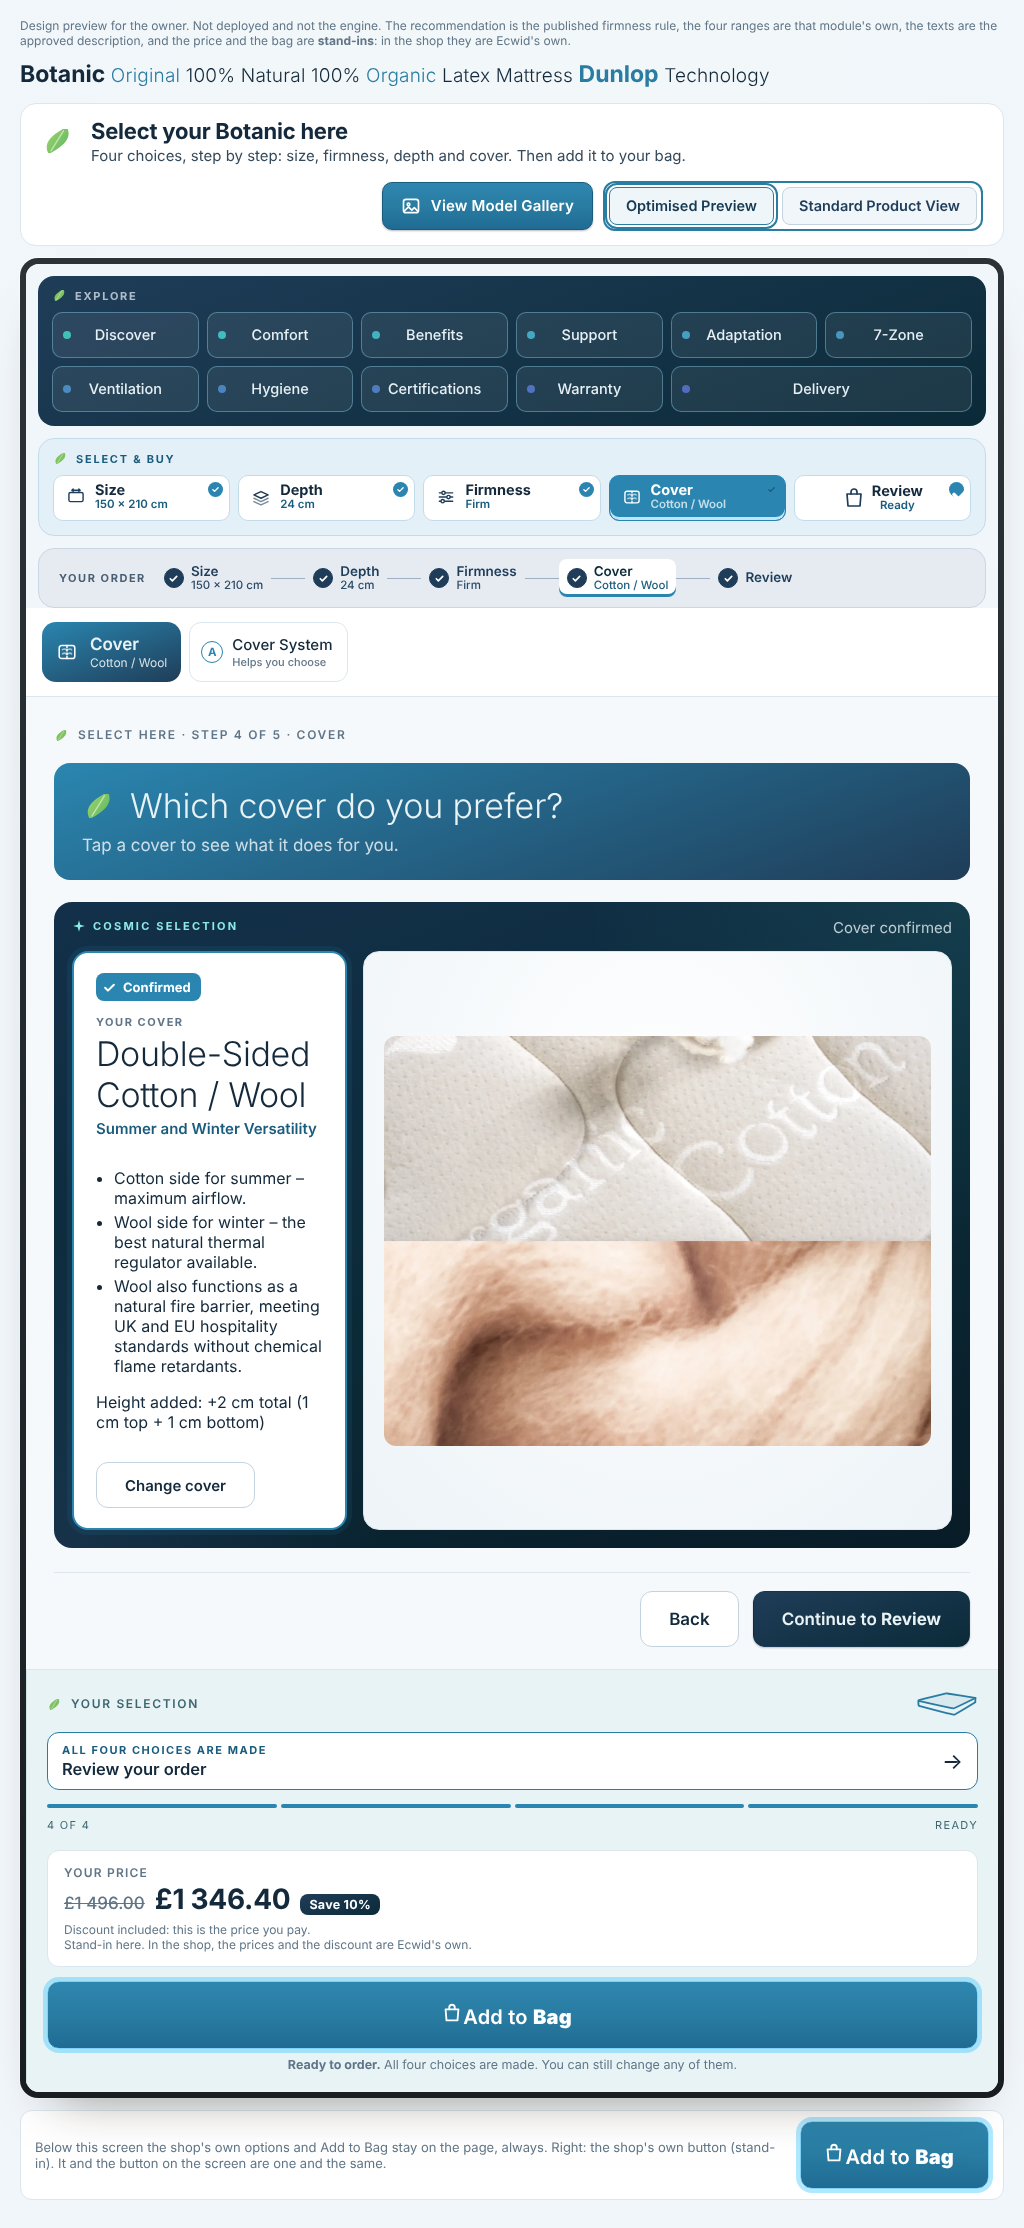 Design preview for the owner. Not deployed and not the engine. The recommendation is the published firmness rule, the four ranges are that module's own, the texts are the
approved description, and the price and the bag are stand-ins: in the shop they are Ecwid's own.
Botanic Original 100% Natural 100% Organic Latex Mattress Dunlop Technology
Select your Botanic here
Four choices, step by step: size, firmness, depth and cover. Then add it to your bag.
View Model Gallery
Optimised Preview
Standard Product View
EXPLORE
Discover
Comfort
Benefits
Support
Adaptation
7-Zone
Ventilation
Hygiene
Certifications
Warranty
Delivery
SELECT & BUY
Size
150 × 210 cm
Depth
24 cm
Firmness
Firm
Cover
Cotton / Wool
Review
Ready
YOUR ORDER
Size
150 × 210 cm
Depth
24 cm
Firmness
Firm
Cover
Cotton / Wool
Review
Cover
Cotton / Wool
A
Cover System
Helps you choose
SELECT HERE · STEP 4 OF 5 · COVER
Which cover do you prefer?
Tap a cover to see what it does for you.
COSMIC SELECTION
Cover confirmed
Confirmed
YOUR COVER
Double-Sided
Cotton / Wool
Summer and Winter Versatility
• Cotton side for summer –
maximum airflow.
• Wool side for winter – the
best natural thermal
regulator available.
• Wool also functions as a
natural fire barrier, meeting
UK and EU hospitality
standards without chemical
flame retardants.
Height added: +2 cm total (1
cm top + 1 cm bottom)
Change cover
Cotton
Back
Continue to Review
YOUR SELECTION
ALL FOUR CHOICES ARE MADE
Review your order
4 OF 4
READY
YOUR PRICE
£1 496.00 £1 346.40 Save 10%
Discount included: this is the price you pay.
Stand-in here. In the shop, the prices and the discount are Ecwid's own.
Add to Bag
Ready to order. All four choices are made. You can still change any of them.
Below this screen the shop's own options and Add to Bag stay on the page, always. Right: the shop's own button (stand-
in). It and the button on the screen are one and the same.
Add to Bag